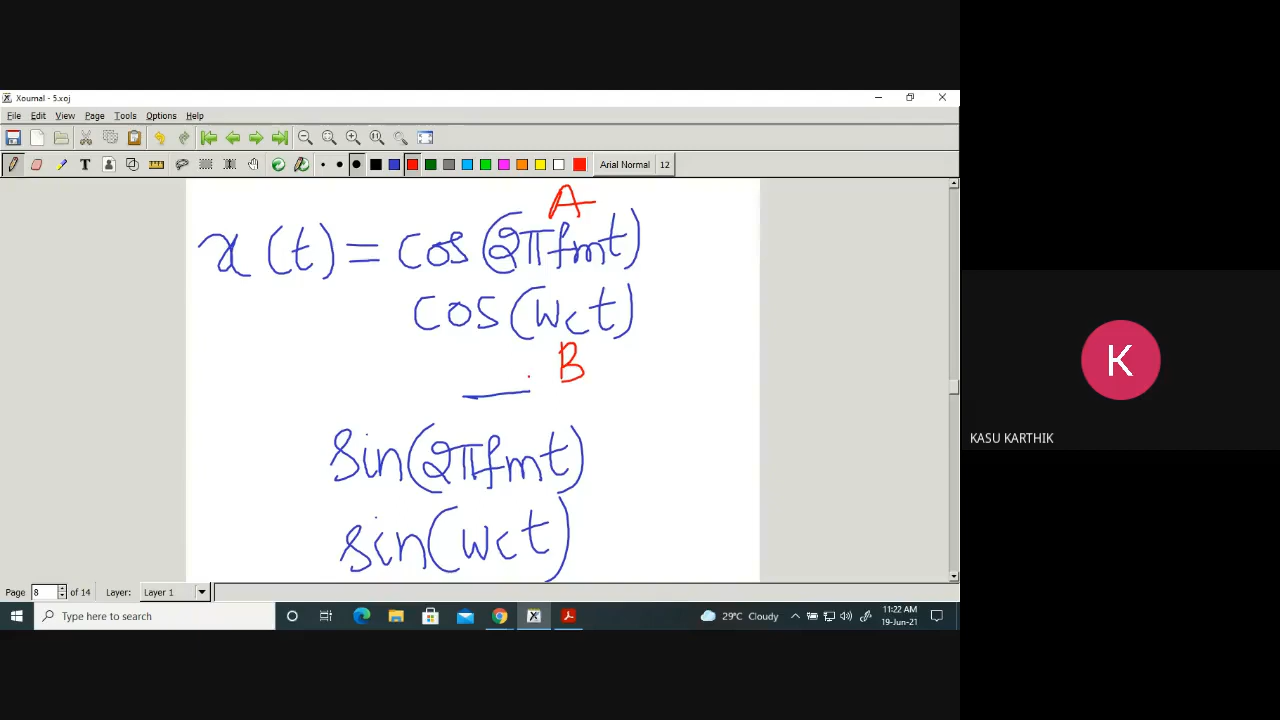 Xournal - 5.xoj
File Edit View Page Tools Options Help
Arial Normal 12
A
x(t) = cos(2πfmt)
cos(wct)
B
—
sin(2πfmt)
sin(wct)
K
KASU KARTHIK
Page 8 of 14 Layer: Layer 1
Type here to search
29°C Cloudy
11:22 AM
19-Jun-21